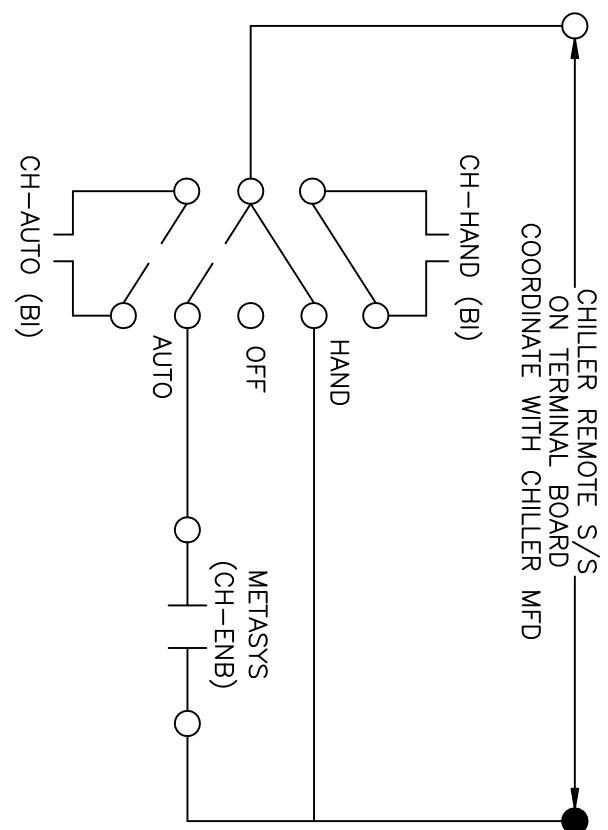 CHILLER REMOTE S/S
ON TERMINAL BOARD
COORDINATE WITH CHILLER MFD
CH-HAND (BI)
HAND
OFF
AUTO
CH-AUTO (BI)
METASYS
(CH-ENB)